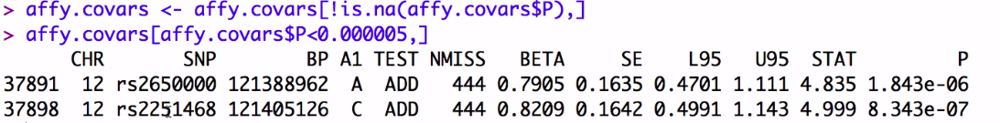 > affy.covars <- affy.covars[!is.na(affy.covars$P),]
> affy.covars[affy.covars$P<0.000005,]
CHR SNP BP A1 TEST NMISS BETA SE L95 U95 STAT P
37891 12 rs2650000 121388962 A ADD 444 0.7905 0.1635 0.4701 1.111 4.835 1.843e-06
37898 12 rs2251468 121405126 C ADD 444 0.8209 0.1642 0.4991 1.143 4.999 8.343e-07